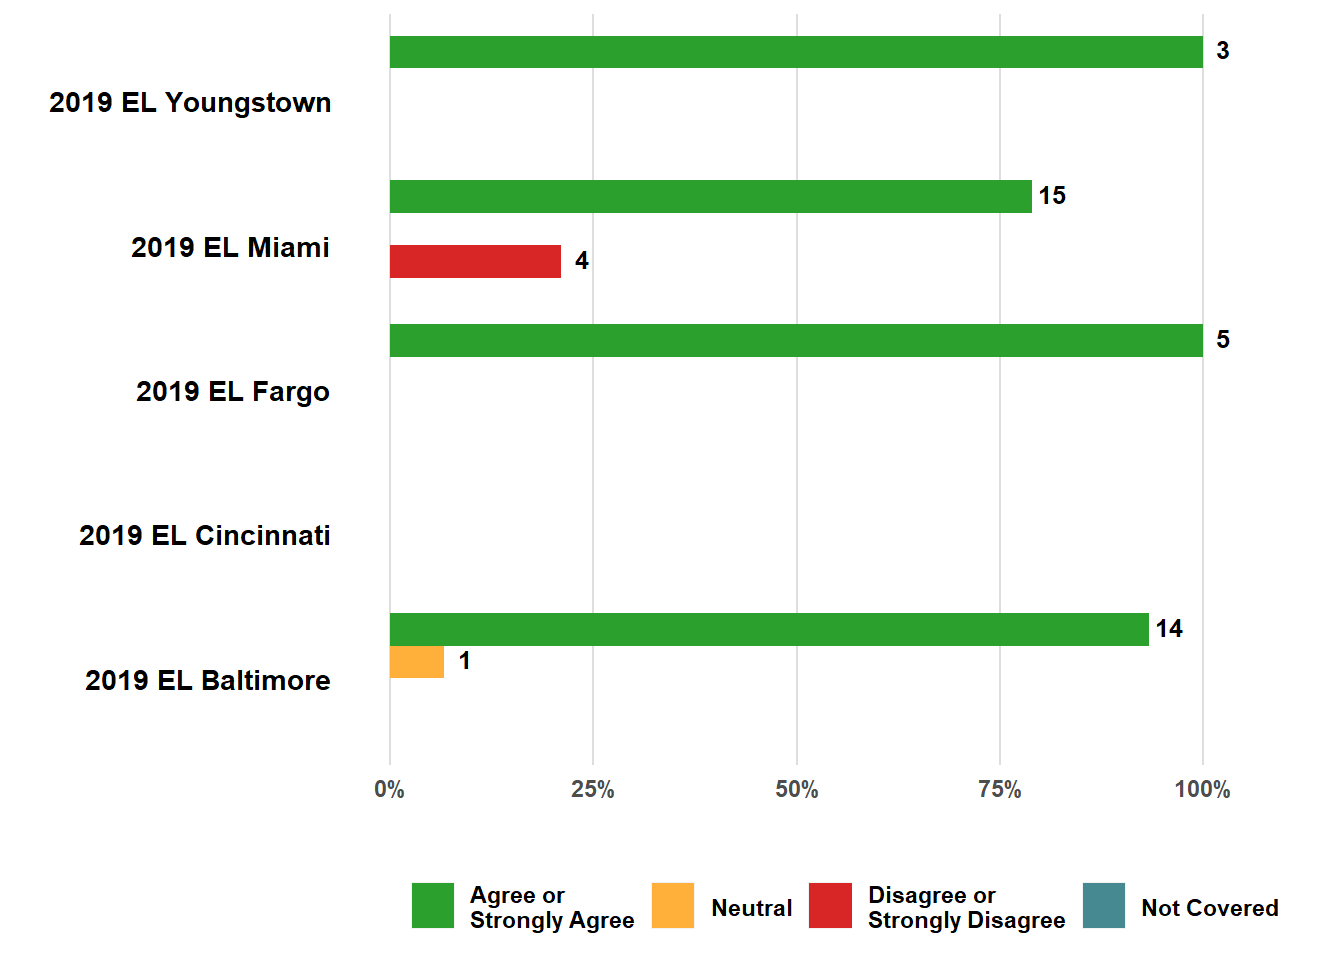 3
2019 EL Youngstown
15
2019 EL Miami
4
5
2019 EL Fargo
2019 EL Cincinnati
14
1
2019 EL Baltimore
0% 25% 50% 75% 100%
Agree or
Strongly Agree
Neutral
Disagree or
Strongly Disagree
Not Covered